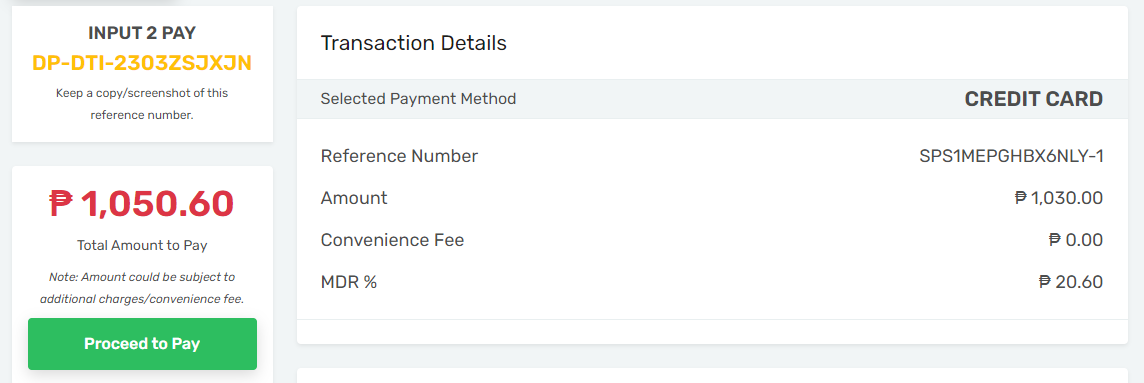 INPUT 2 PAY
DP-DTI-2303ZSJXJN
Keep a copy/screenshot of this
reference number.
₱ 1,050.60
Total Amount to Pay
Note: Amount could be subject to
additional charges/convenience fee.
Proceed to Pay
Transaction Details
Selected Payment Method CREDIT CARD
Reference Number SPS1MEPGHBX6NLY-1
Amount ₱ 1,030.00
Convenience Fee ₱ 0.00
MDR % ₱ 20.60